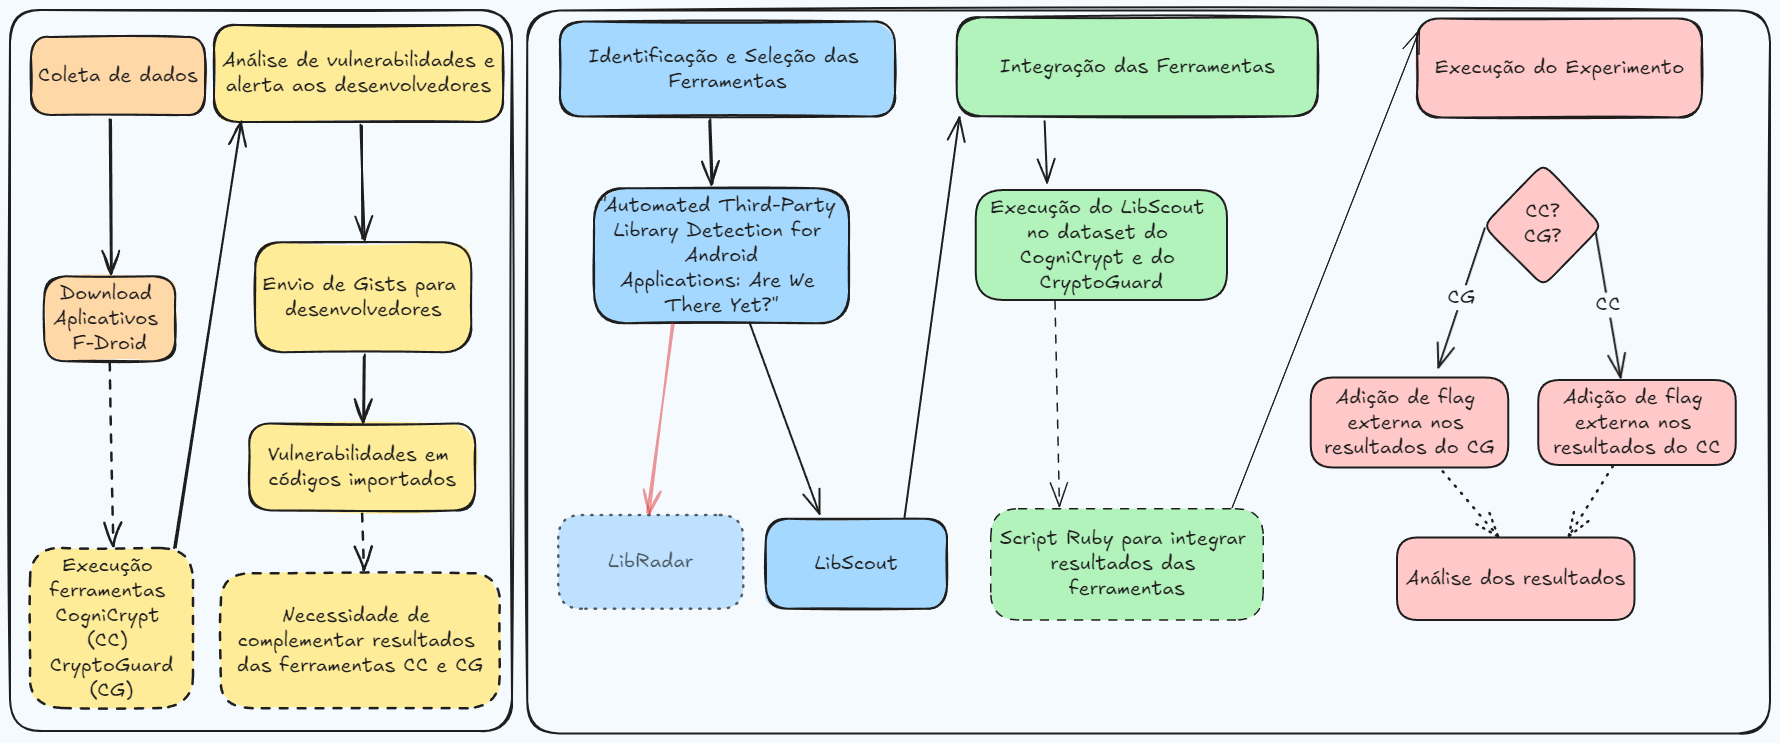 Coleta de dados
Download
Aplicativos
F-Droid
Execução
ferramentas
CogniCrypt
(CC)
CryptoGuard
(CG)
Análise de vulnerabilidades e
alerta aos desenvolvedores
Envio de Gists para
desenvolvedores
Vulnerabilidades em
códigos importados
Necessidade de
complementar resultados
das ferramentas CC e CG
Identificação e Seleção das
Ferramentas
"Automated Third-Party
Library Detection for
Android
Applications: Are We
There Yet?"
LibRadar
LibScout
Integração das Ferramentas
Execução do LibScout
no dataset do
CogniCrypt e do
CryptoGuard
Script Ruby para integrar
resultados das
ferramentas
Execução do Experimento
CC?
CG?
CG
CC
Adição de flag
externa nos
resultados do CG
Adição de flag
externa nos
resultados do CC
Análise dos resultados